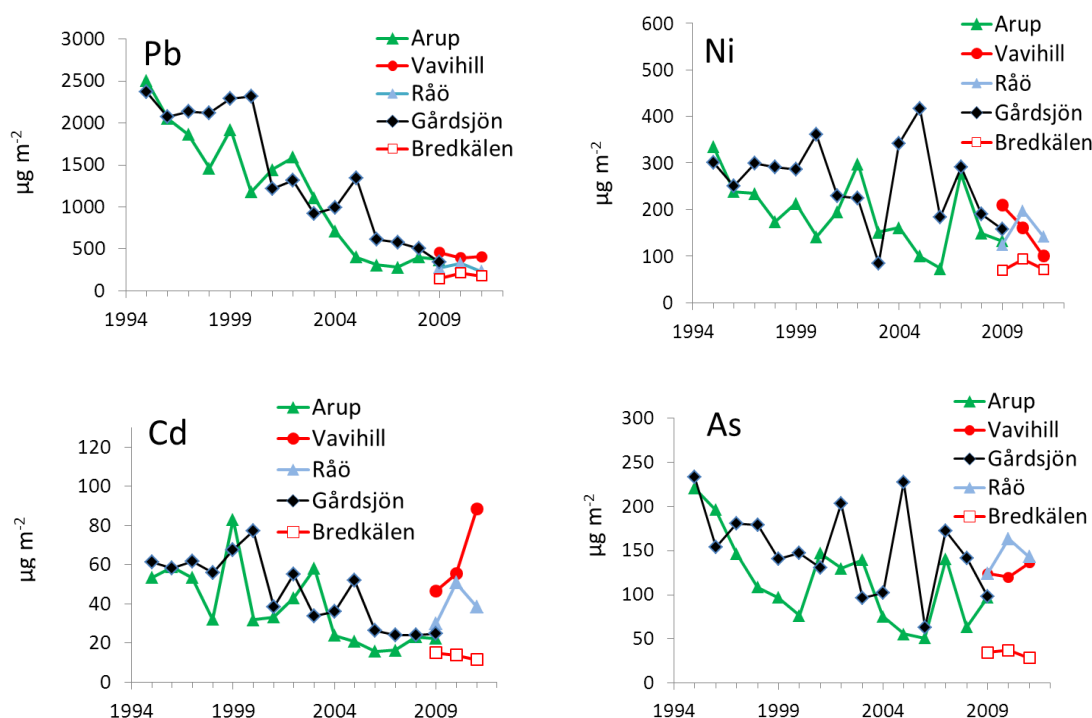 Pb
Arup
Vavihill
Råö
Gårdsjön
Bredkälen
µg m-2
3000
2500
2000
1500
1000
500
0
1994 1999 2004 2009
Ni
Arup
Vavihill
Råö
Gårdsjön
Bredkälen
µg m-2
600
500
400
300
200
100
0
1994 1999 2004 2009
Cd
Arup
Vavihill
Råö
Gårdsjön
Bredkälen
µg m-2
120
100
80
60
40
20
0
1994 1999 2004 2009
As
Arup
Vavihill
Gårdsjön
Råö
Bredkälen
µg m-2
300
250
200
150
100
50
0
1994 1999 2004 2009